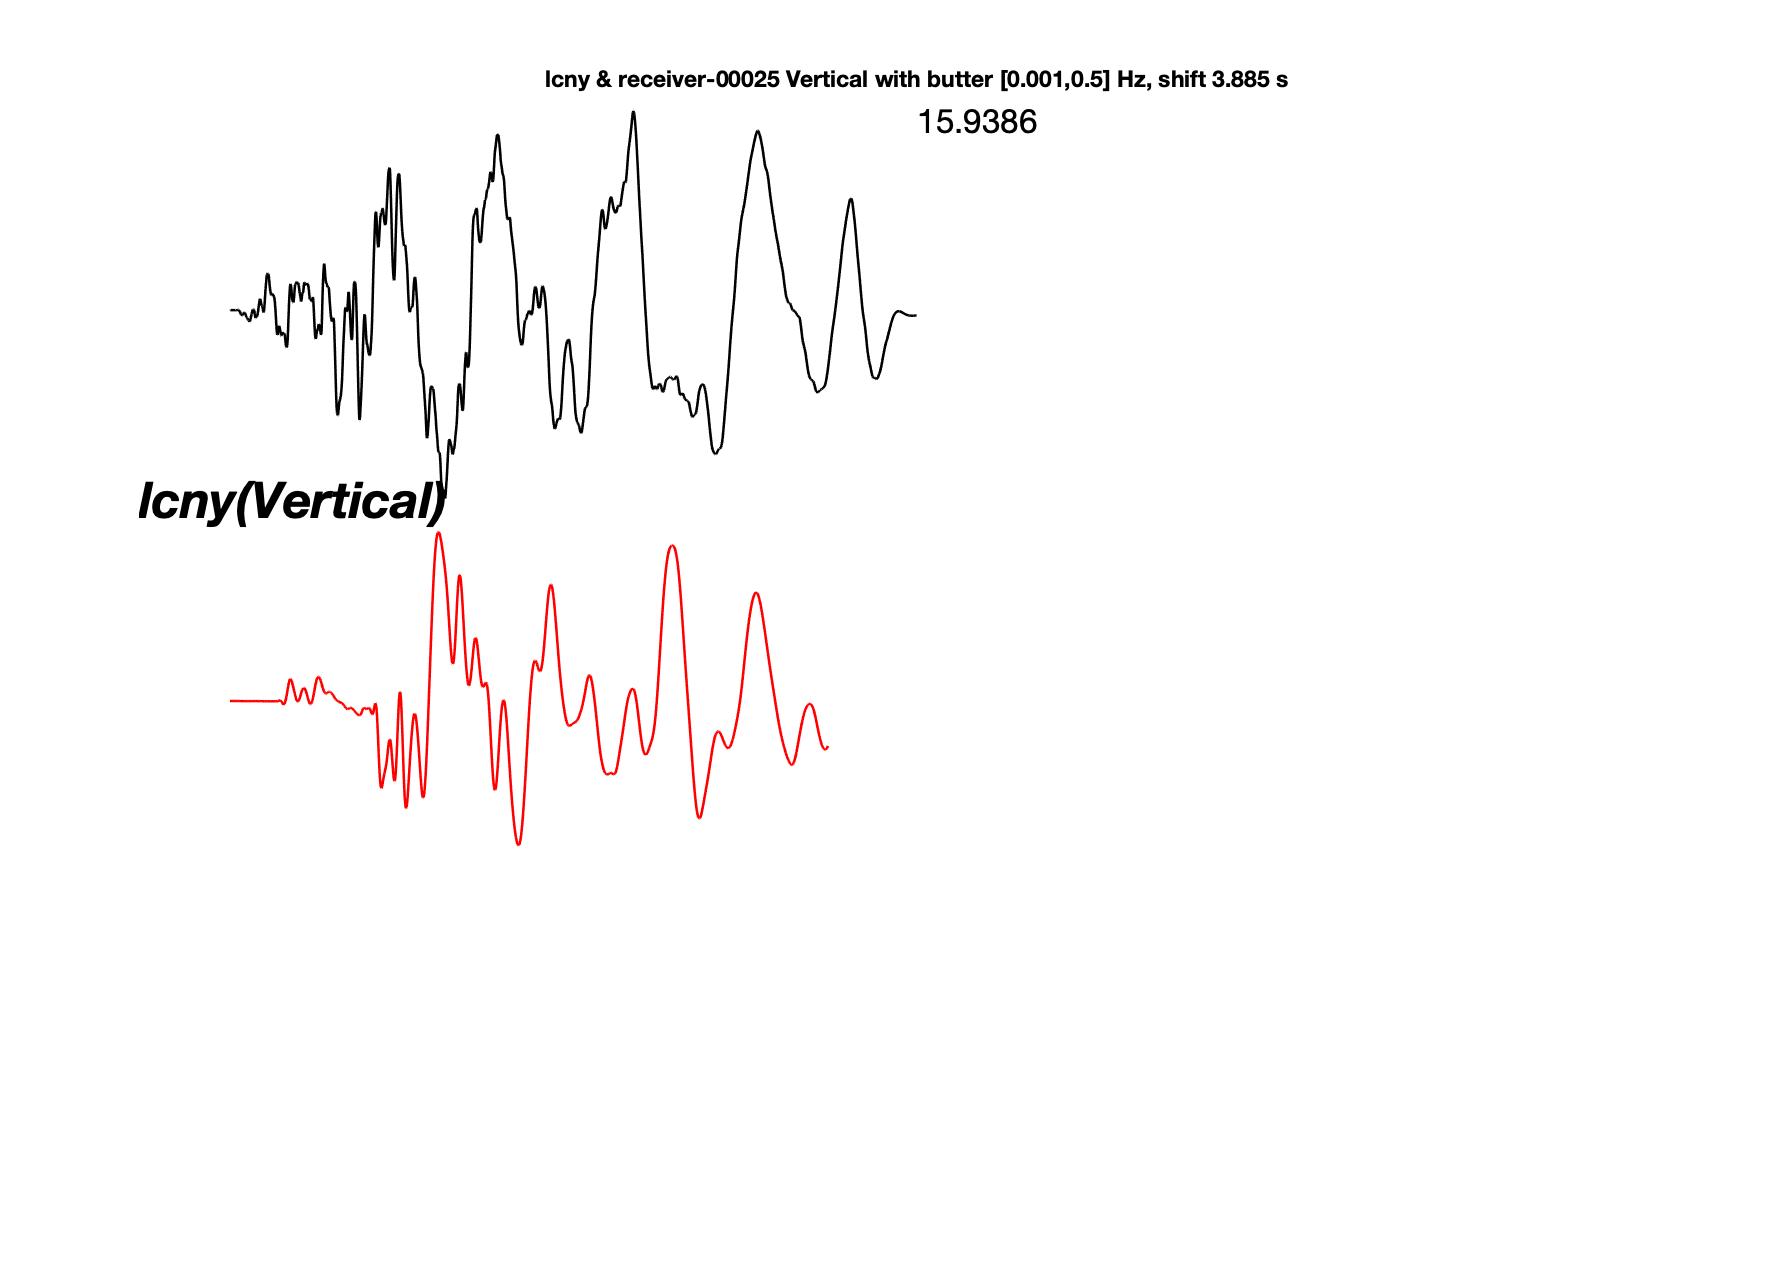 lcny & receiver-00025 Vertical with butter [0.001,0.5] Hz, shift 3.885 s
15.9386
lcny(Vertical)